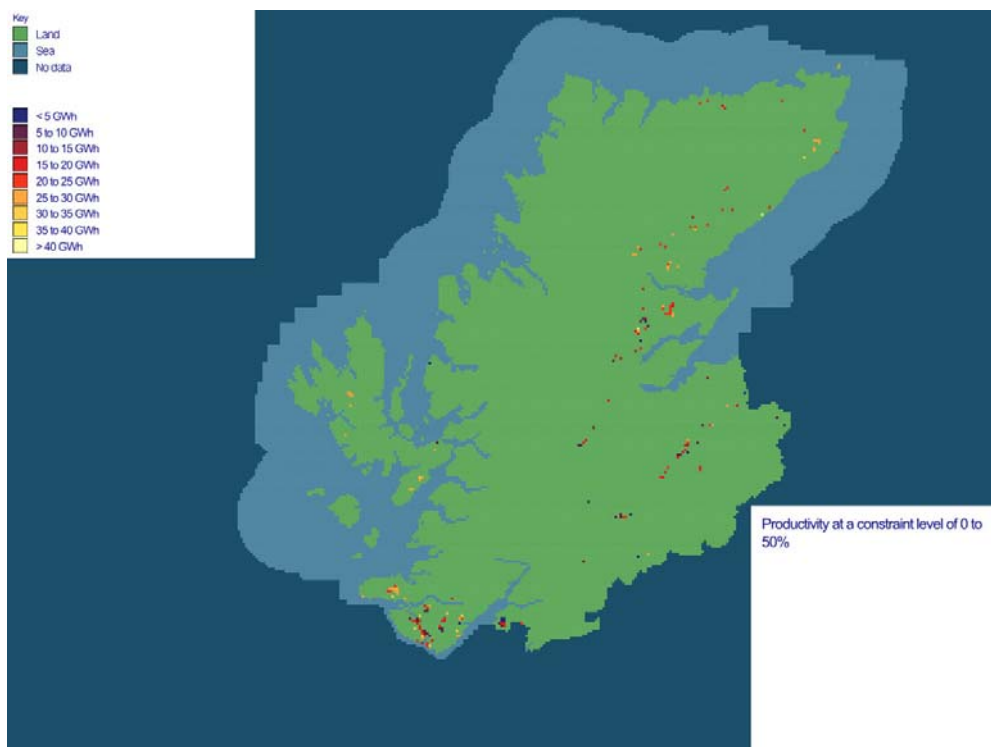 Key
Land
Sea
No data
< 5 GWh
5 to 10 GWh
10 to 15 GWh
15 to 20 GWh
20 to 25 GWh
25 to 30 GWh
30 to 35 GWh
35 to 40 GWh
> 40 GWh
Productivity at a constraint level of 0 to
50%